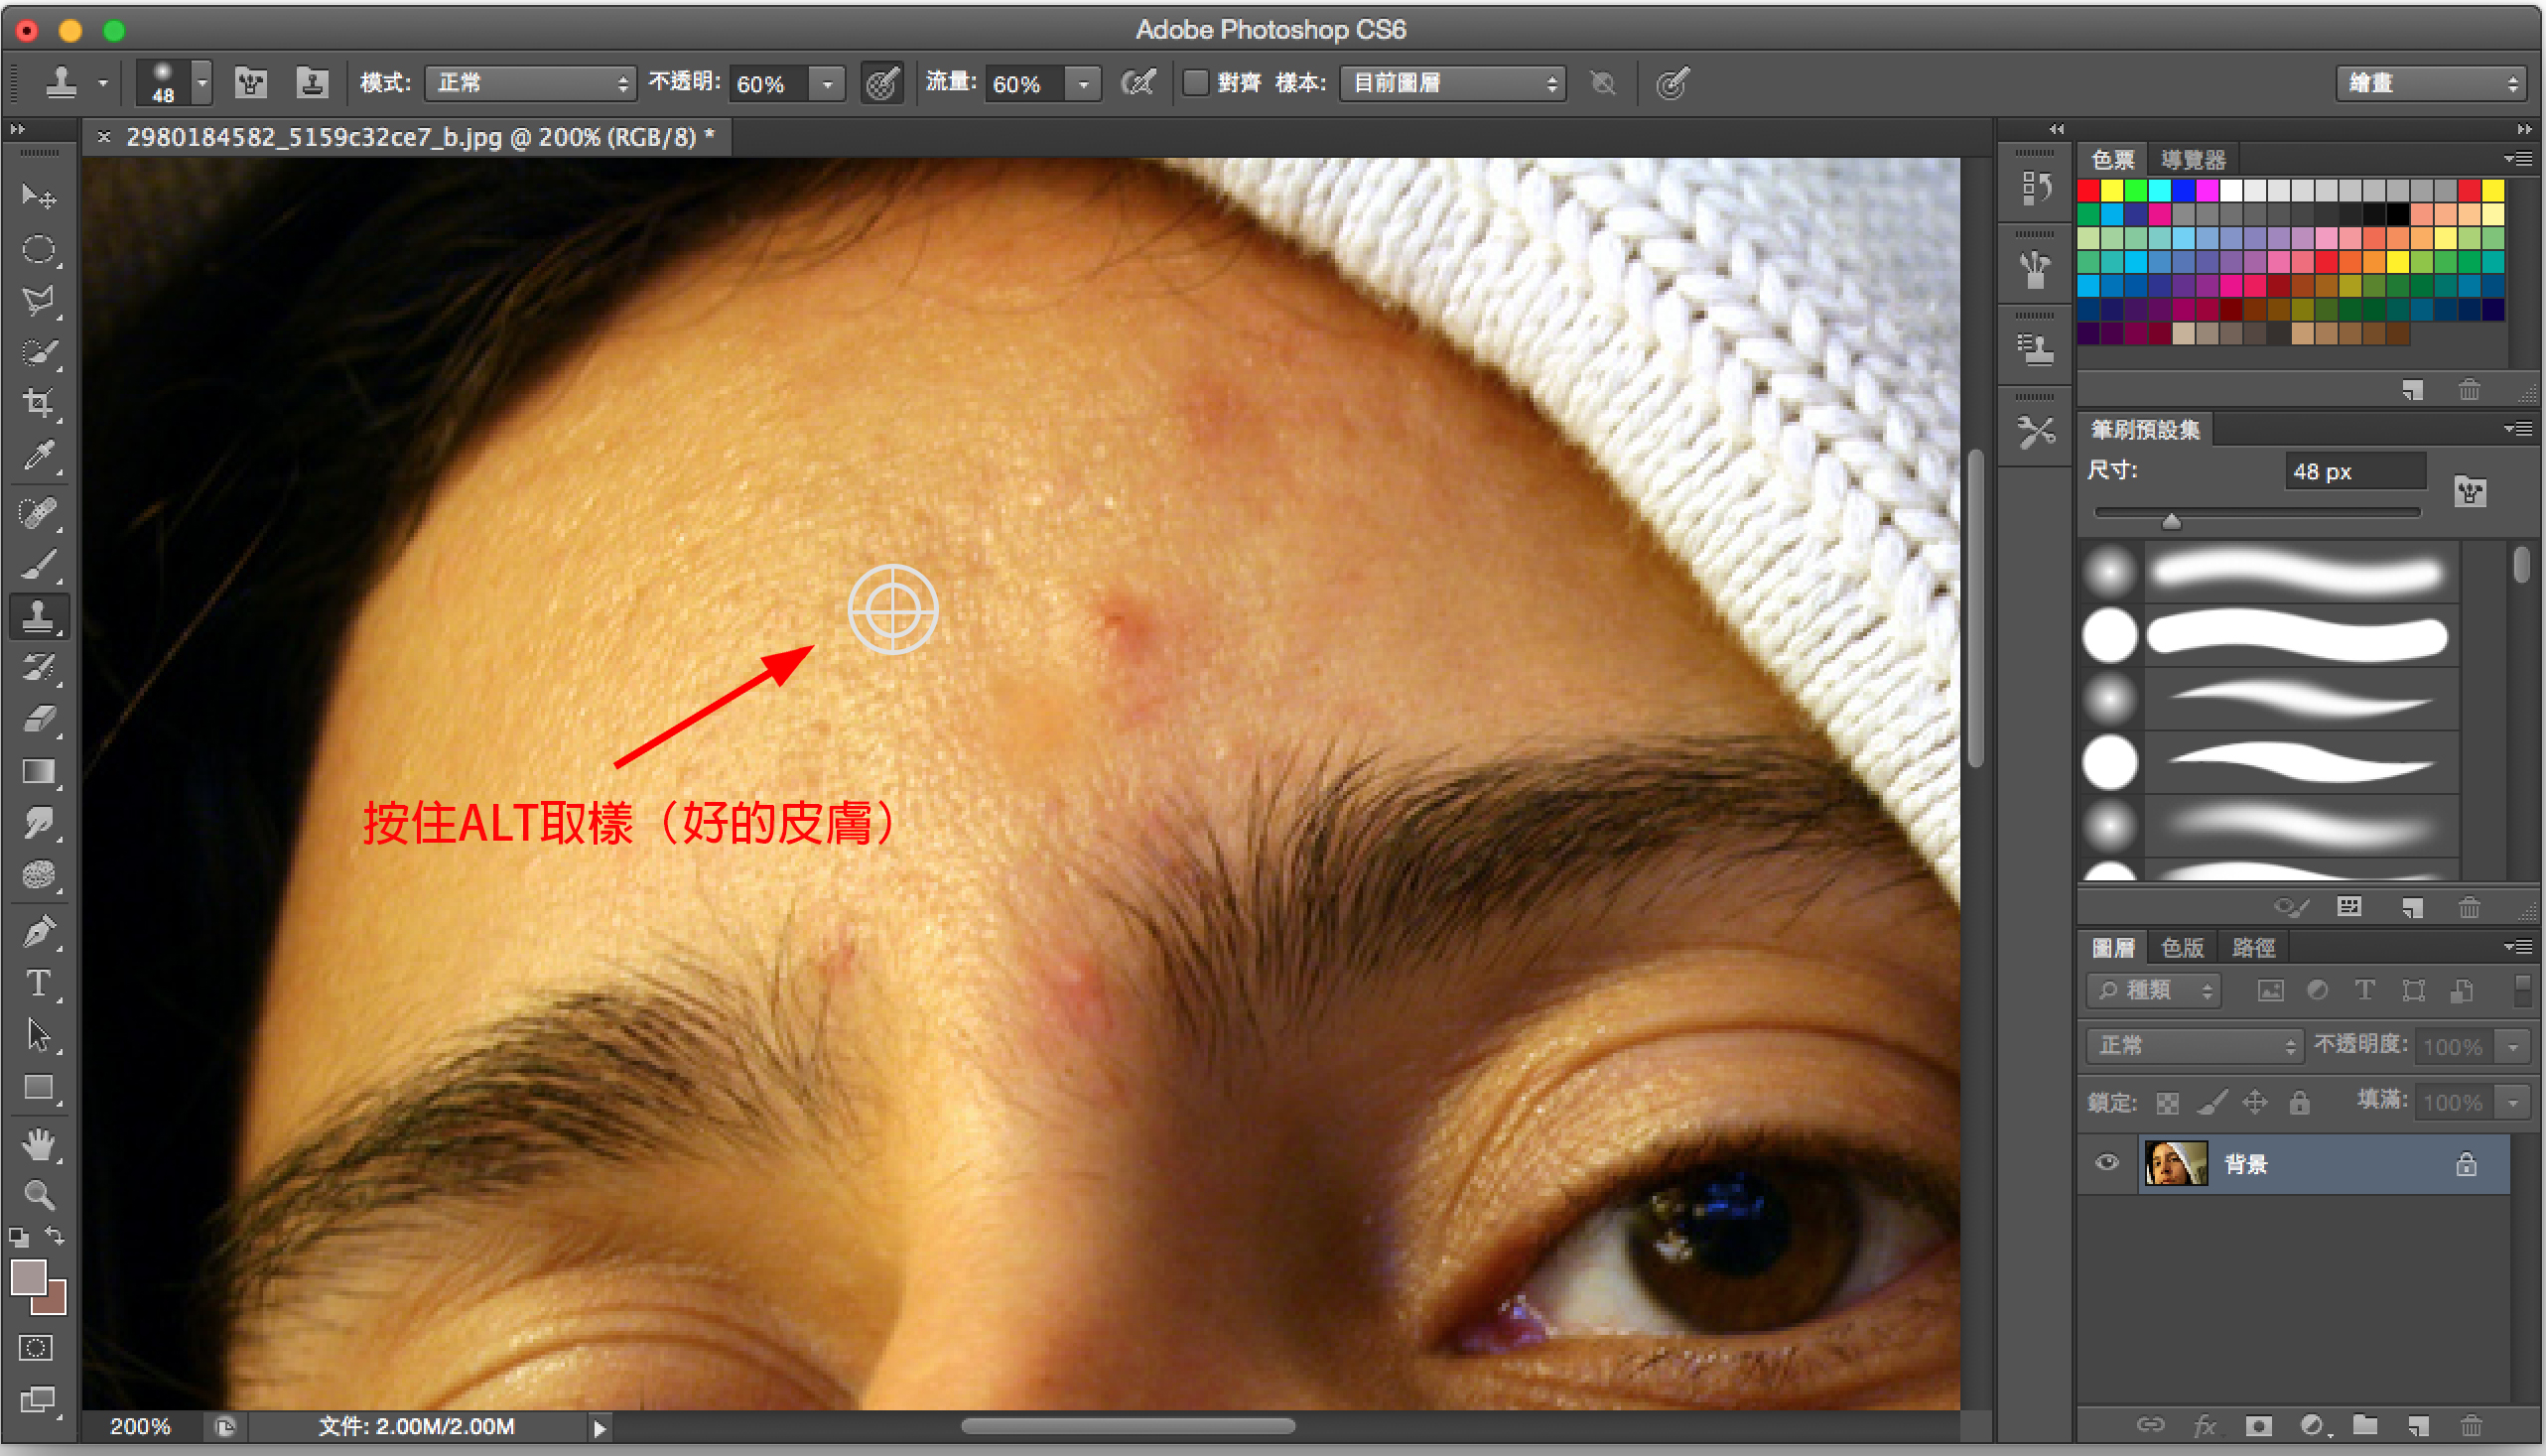 Adobe Photoshop CS6
48
模式: 正常
不透明: 60%
流量: 60%
對齊 樣本: 目前圖層
繪畫
× 2980184582_5159c32ce7_b.jpg @ 200% (RGB/8) *
色票 導覽器
筆刷預設集
尺寸: 48 px
按住ALT取樣（好的皮膚）
圖層 色版 路徑
種類
正常 不透明度: 100%
鎖定: 填滿: 100%
背景
200% 文件: 2.00M/2.00M